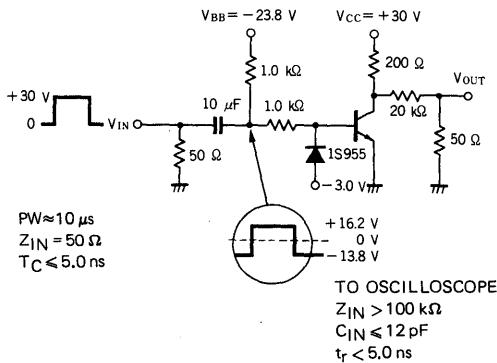 VBB = −23.8 V
VCC = +30 V
1.0 kΩ
200 Ω
VOUT
+30 V
0
VIN
10 μF
1.0 kΩ
20 kΩ
50 Ω
1S955
50 Ω
−3.0 V
PW≈10 μs
ZIN = 50 Ω
TC ≤ 5.0 ns
+16.2 V
0 V
−13.8 V
TO OSCILLOSCOPE
ZIN > 100 kΩ
CIN ≤ 12 pF
tr < 5.0 ns